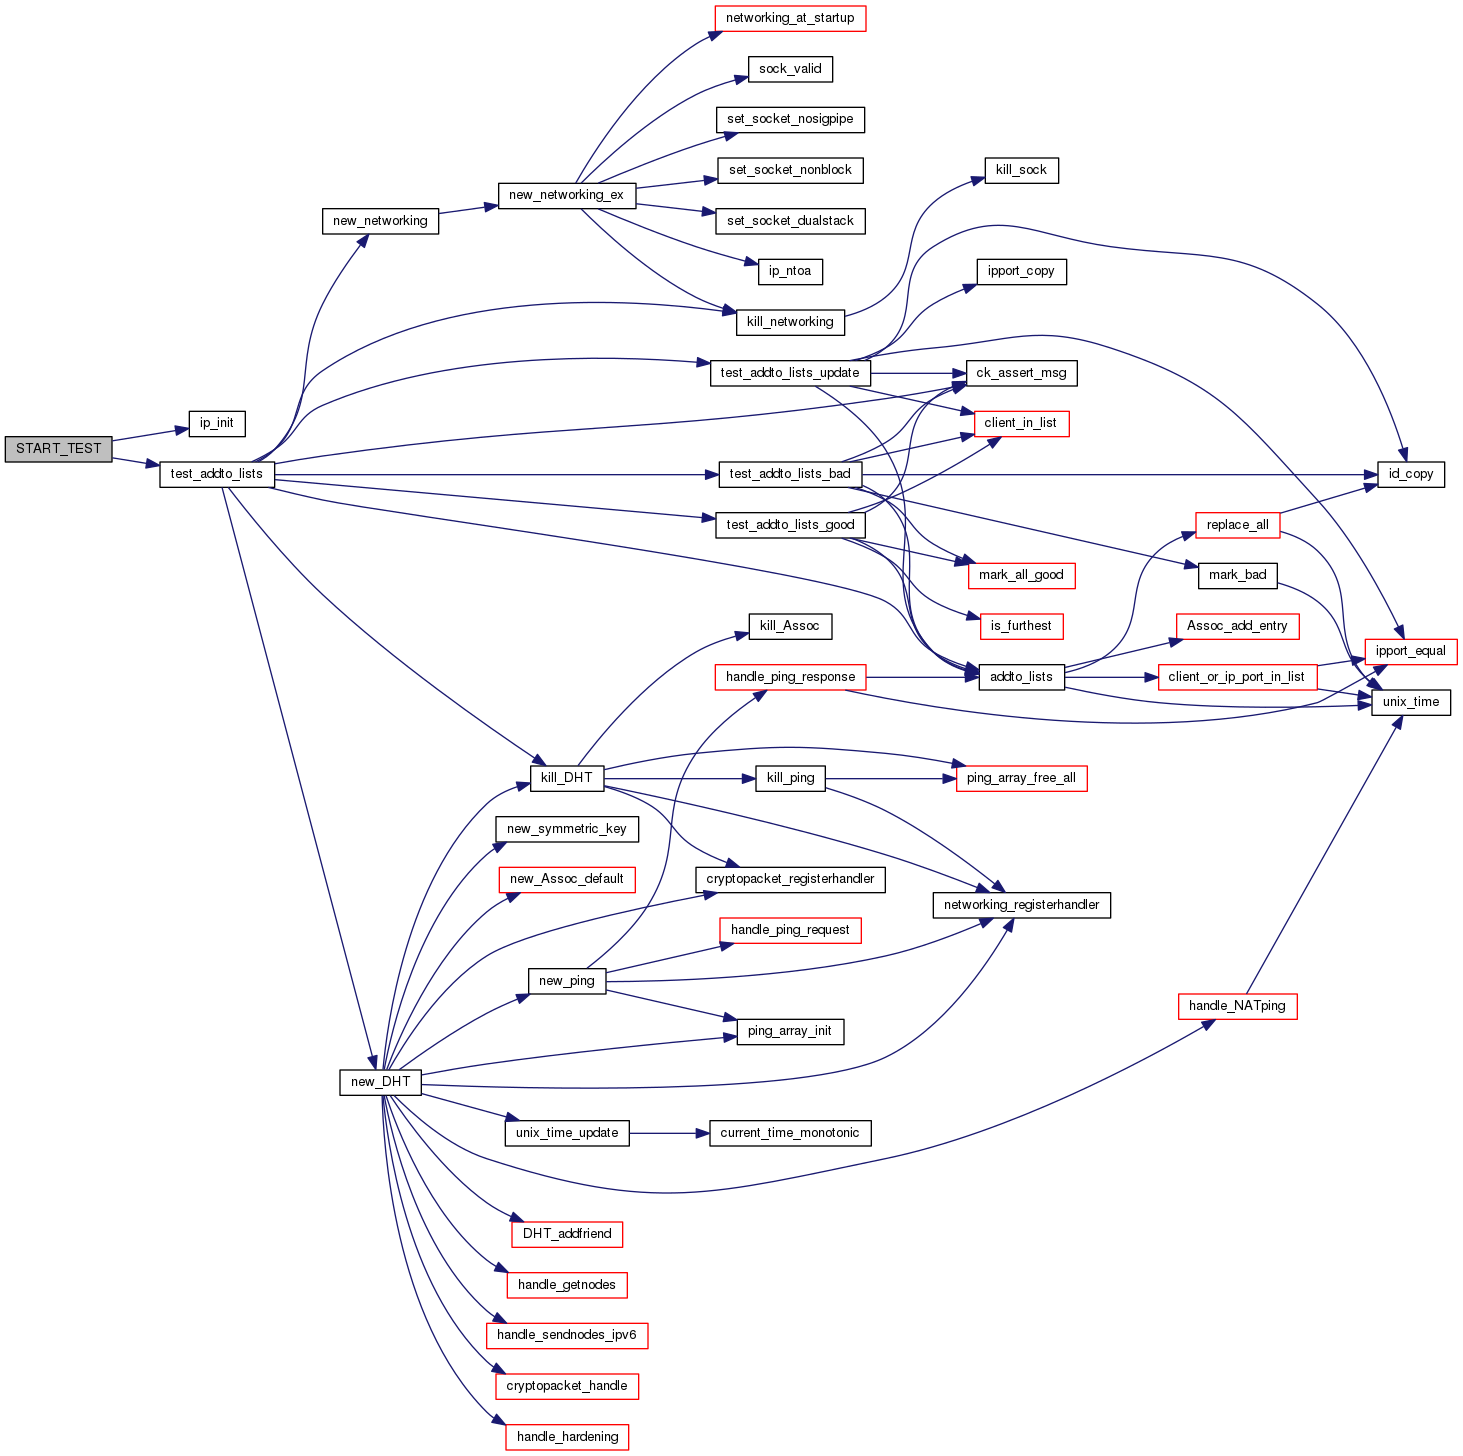 networking_at_startup
sock_valid
set_socket_nosigpipe
kill_sock
set_socket_nonblock
new_networking_ex
new_networking
set_socket_dualstack
ip_ntoa
ipport_copy
kill_networking
test_addto_lists_update
ck_assert_msg
ip_init
client_in_list
START_TEST
test_addto_lists
test_addto_lists_bad
id_copy
test_addto_lists_good
replace_all
mark_all_good
mark_bad
kill_Assoc
is_furthest
Assoc_add_entry
ipport_equal
handle_ping_response
addto_lists
client_or_ip_port_in_list
unix_time
kill_DHT
kill_ping
ping_array_free_all
new_symmetric_key
new_Assoc_default
cryptopacket_registerhandler
networking_registerhandler
handle_ping_request
new_ping
handle_NATping
ping_array_init
new_DHT
unix_time_update
current_time_monotonic
DHT_addfriend
handle_getnodes
handle_sendnodes_ipv6
cryptopacket_handle
handle_hardening